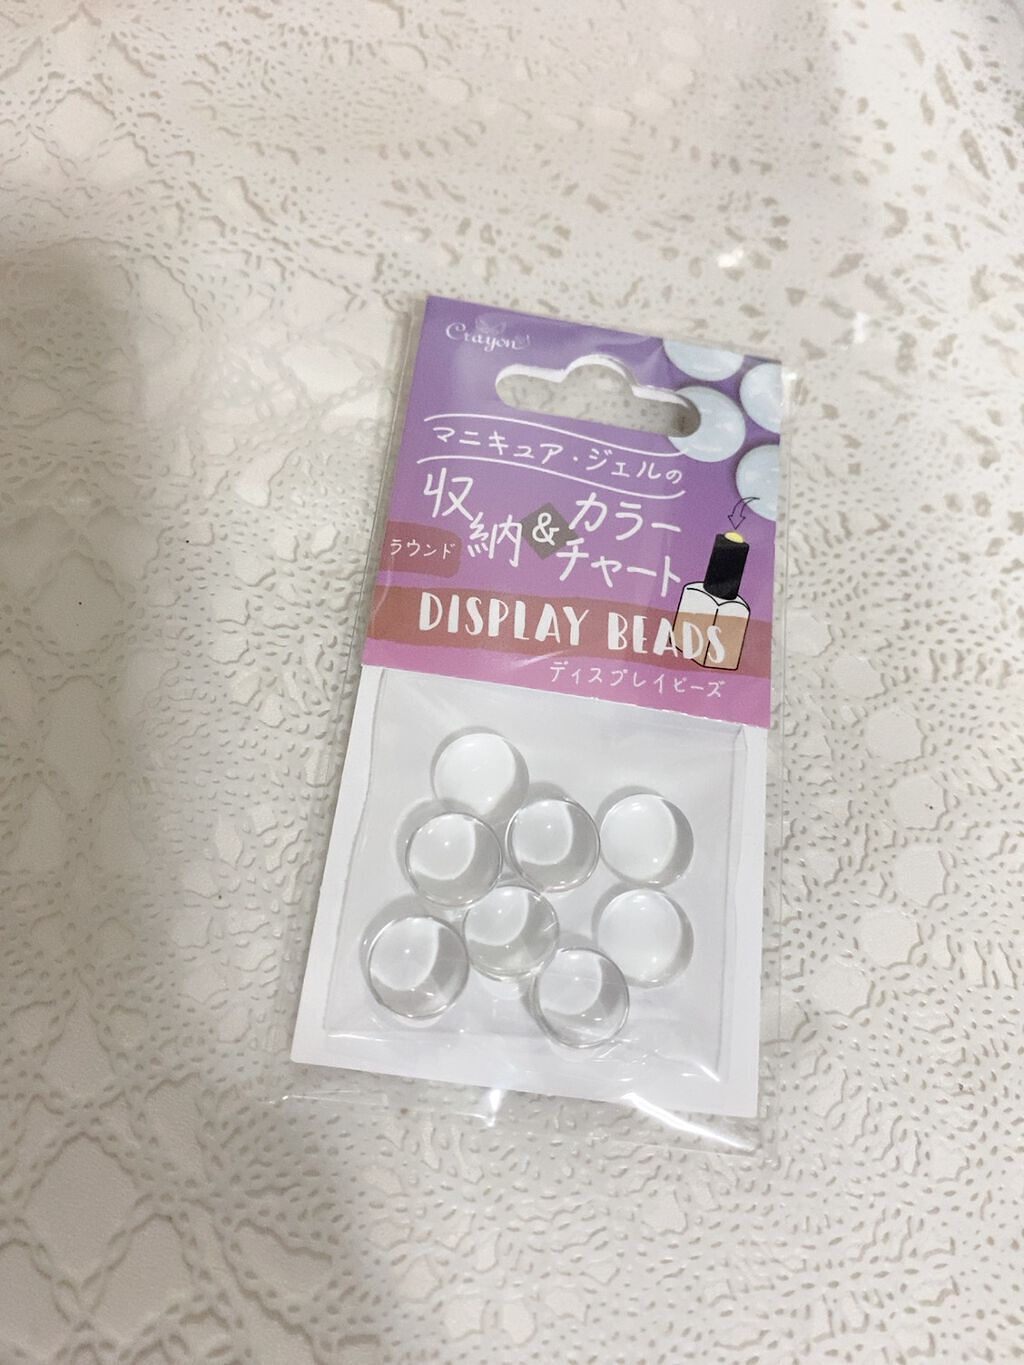 Crayon
マニキュア・ジェルの
収納&カラーチャート
ラウンド
DISPLAY BEADS
ディスプレイビーズ